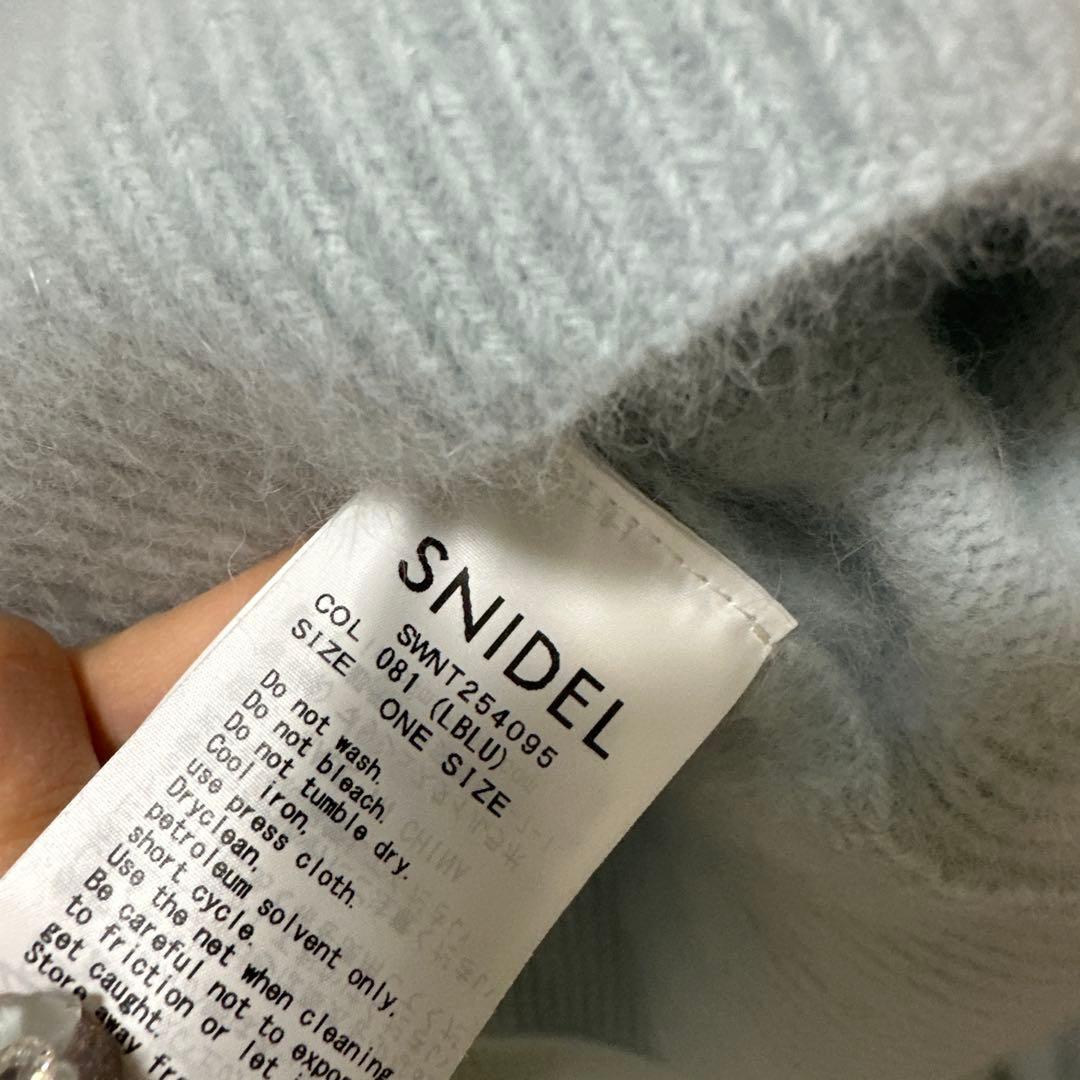 SNIDEL
SWNT254095
COL 081 (LBLU)
SIZE ONE SIZE
Do not wash.
Do not bleach.
Do not tumble dry.
Cool iron,
use press cloth.
Dryclean,
petroleum solvent only.
short cycle.
Use the net when cleaning
Be careful not to
to friction or let
get caught.
Store away